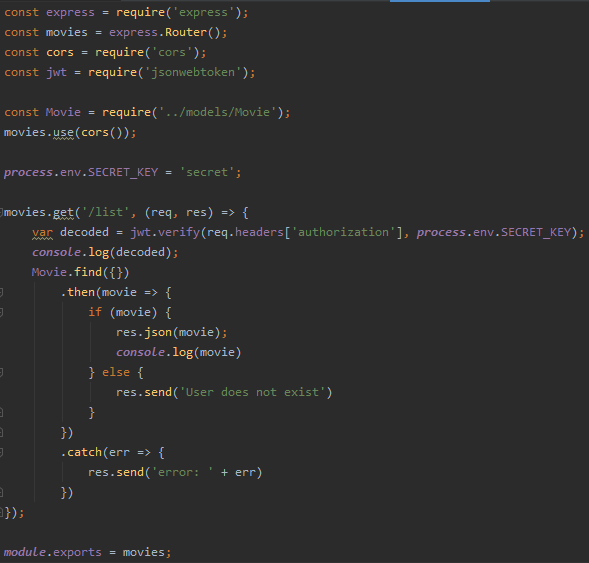 const express = require('express');
const movies = express.Router();
const cors = require('cors');
const jwt = require('jsonwebtoken');

const Movie = require('../models/Movie');
movies.use(cors());

process.env.SECRET_KEY = 'secret';

movies.get('/list', (req, res) => {
    var decoded = jwt.verify(req.headers['authorization'], process.env.SECRET_KEY);
    console.log(decoded);
    Movie.find({})
        .then(movie => {
            if (movie) {
                res.json(movie);
                console.log(movie)
            } else {
                res.send('User does not exist')
            }
        })
        .catch(err => {
            res.send('error: ' + err)
        })
});

module.exports = movies;